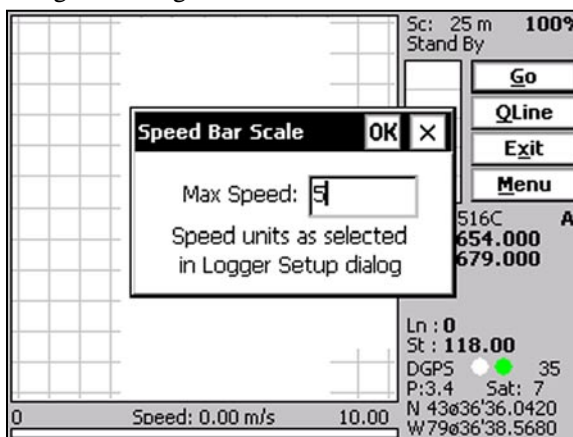 Sc: 25 m 100%
Stand By
Go
QLine
Exit
Menu
Speed Bar Scale OK ×
Max Speed: 5
Speed units as selected
in Logger Setup dialog
516C A
654.000
679.000
Ln : 0
St : 118.00
DGPS 35
P:3.4 Sat: 7
N 43ø36'36.0420
W79ø36'38.5680
0 Speed: 0.00 m/s 10.00